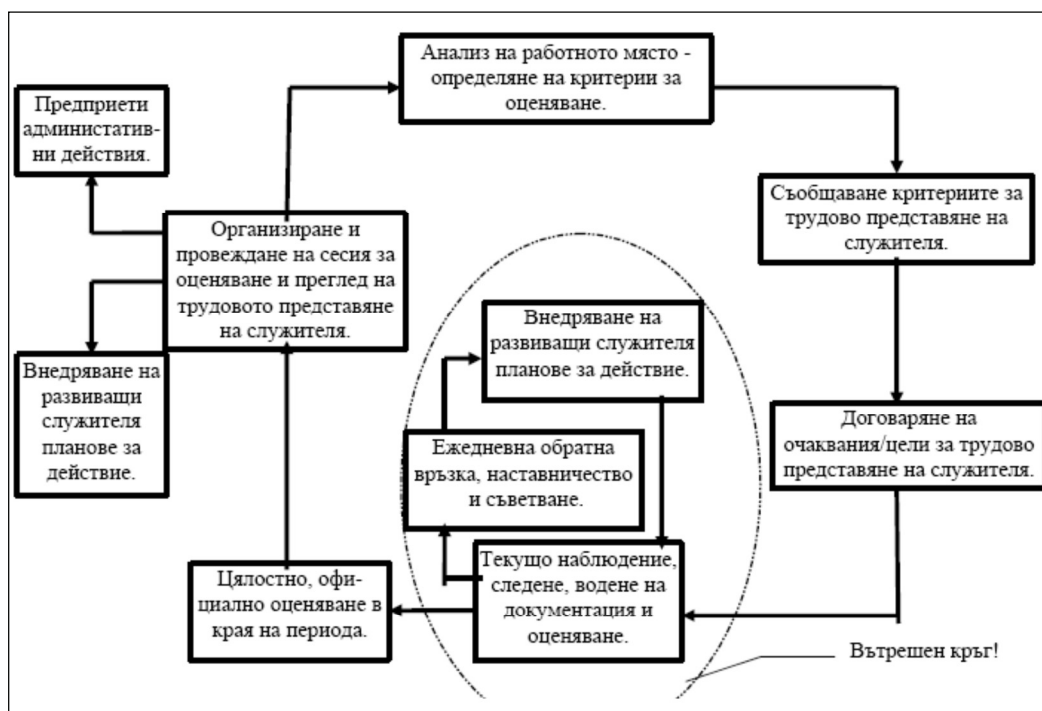 Анализ на работното място -
определяне на критерии за
оценяване.
Предприети
администатив-
ни действия.
Съобщаване критериите за
трудово представяне на
служителя.
Организиране и
провеждане на сесия за
оценяване и преглед на
трудовото представяне
на служителя.
Внедряване на
развиващи служителя
планове за действие.
Внедряване на
развиващи
служителя
планове за
действие.
Договаряне на
очаквания/цели за трудово
представяне на служителя.
Ежедневна обратна
връзка, наставничество
и съветване.
Текущо наблюдение,
следене, водене на
документация и
оценяване.
Цялостно, офи-
циално оценяване в
края на периода.
Вътрешен кръг!